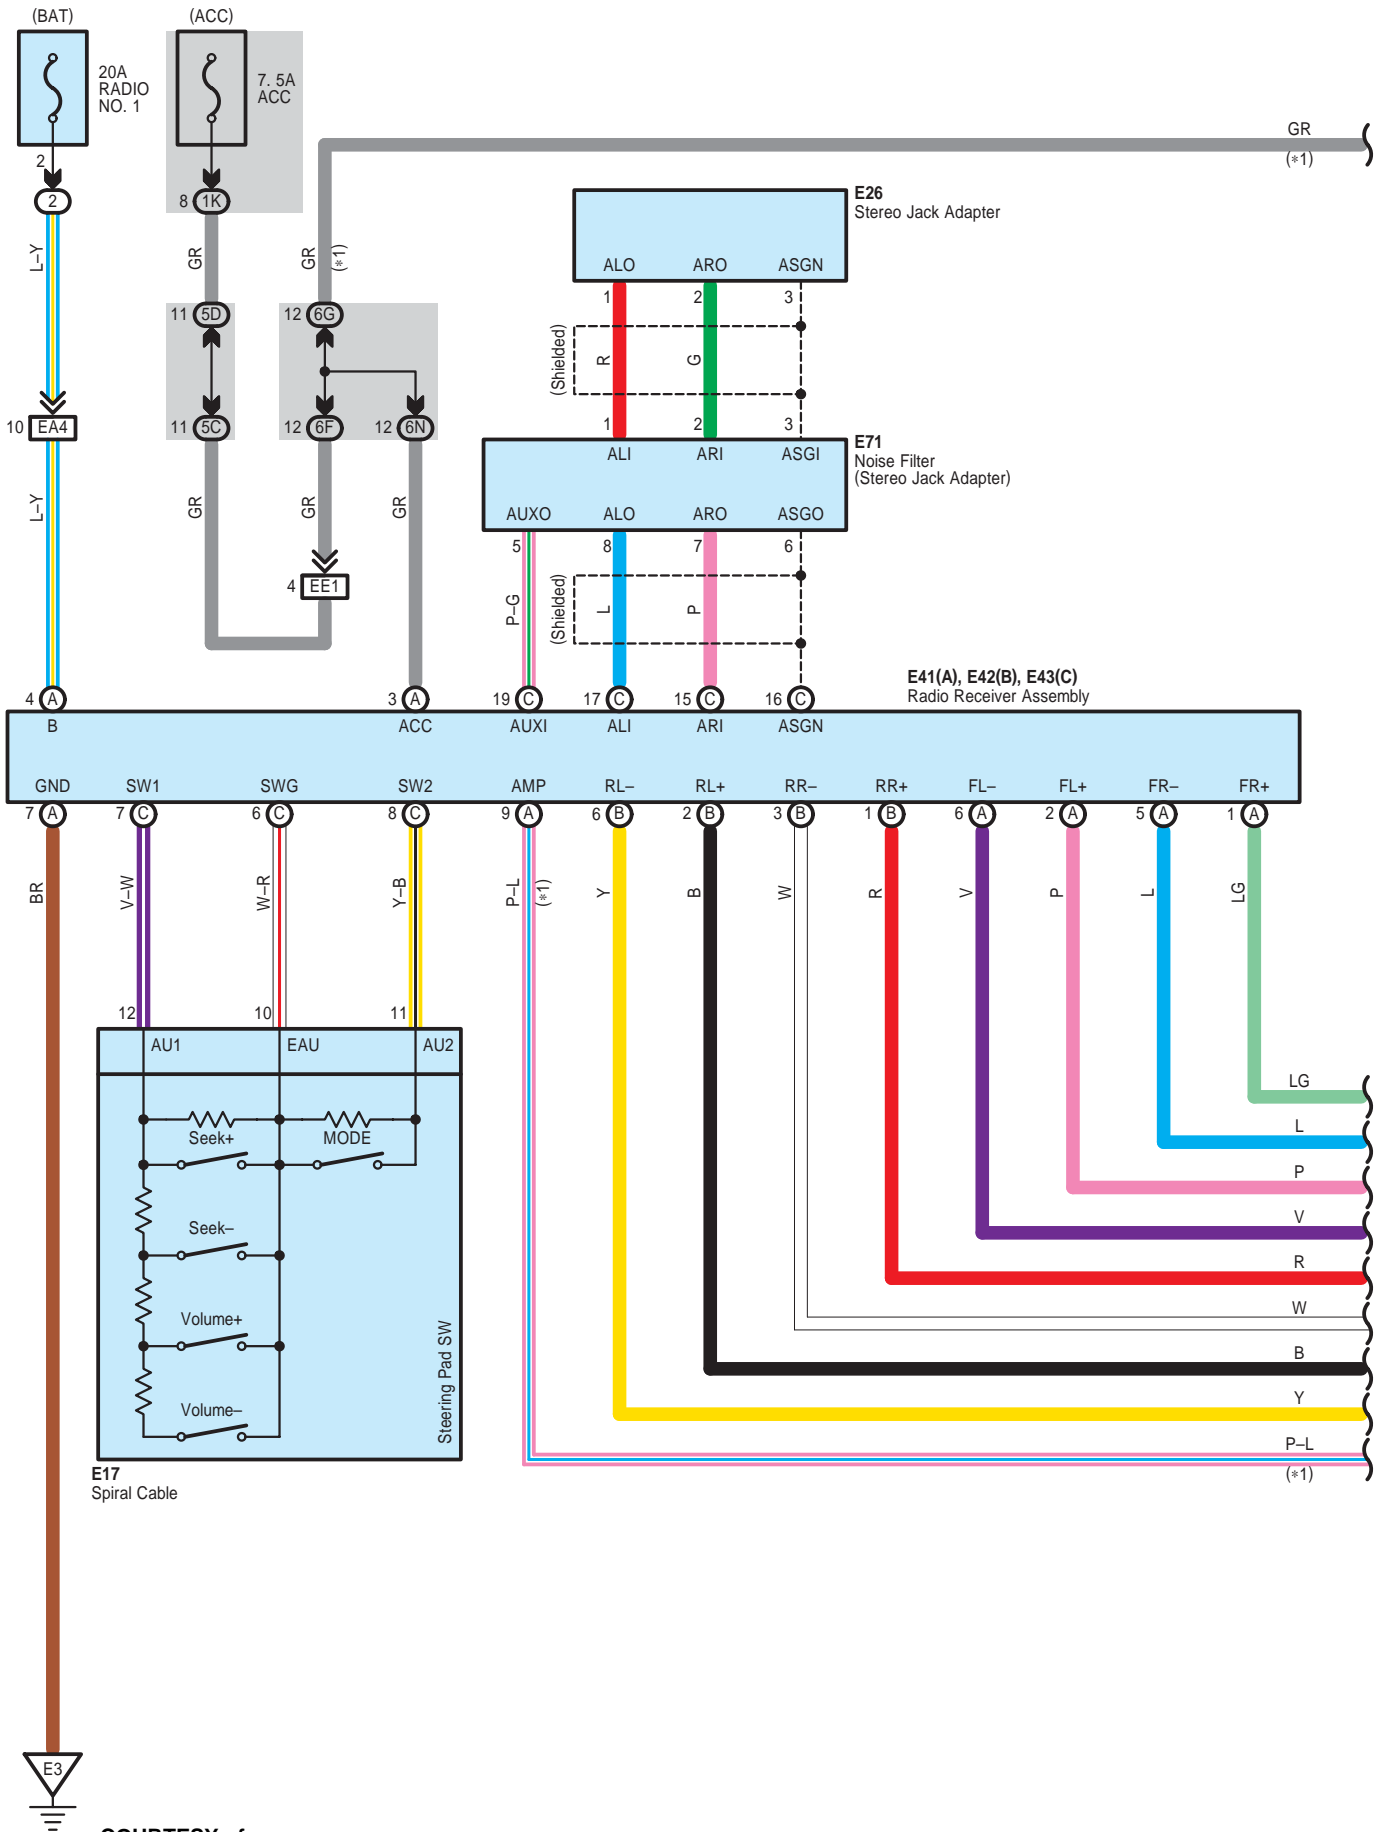 (BAT) (ACC)
20A
RADIO
NO. 1
7. 5A
ACC
GR
(*1)
2
2
8 1K
E26
Stereo Jack Adapter
L–Y
GR
GR
(*1)
ALO ARO ASGN
1 2 3
11 5D
12 6G
(Shielded)
R
G
10 EA4
11 5C
12 6F
12 6N
1 2 3
ALI ARI ASGI
E71
Noise Filter
(Stereo Jack Adapter)
L–Y
GR
GR
GR
AUXO ALO ARO ASGO
5 8 7 6
4 EE1
P–G
(Shielded)
L
P
E41(A), E42(B), E43(C)
Radio Receiver Assembly
4 A 3 A 19 C 17 C 15 C 16 C
B ACC AUXI ALI ARI ASGN
GND SW1 SWG SW2 AMP RL– RL+ RR– RR+ FL– FL+ FR– FR+
7 A 7 C 6 C 8 C 9 A 6 B 2 B 3 B 1 B 6 A 2 A 5 A 1 A
BR
V–W
W–R
Y–B
P–L
(*1)
Y
B
W
R
V
P
L
LG
12 10 11
AU1 EAU AU2
LG
L
Seek+ MODE
P
V
Seek–
R
W
Volume+
B
Y
Volume–
Steering Pad SW
P–L
(*1)
E17
Spiral Cable
E3